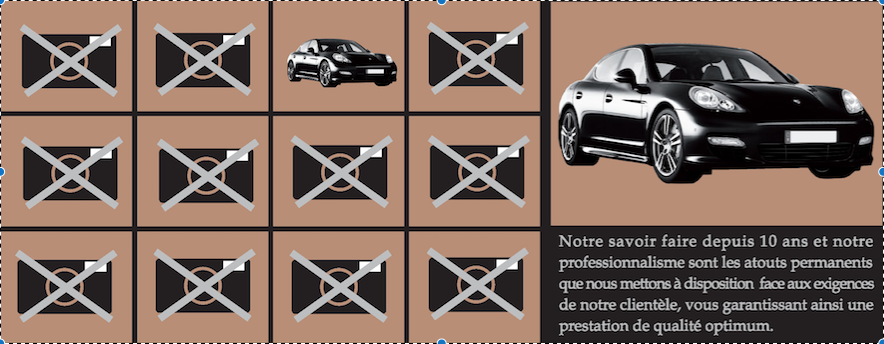 Notre savoir faire depuis 10 ans et notre
professionnalisme sont les atouts permanents
que nous mettons à disposition face aux exigences
de notre clientèle, vous garantissant ainsi une
prestation de qualité optimum.